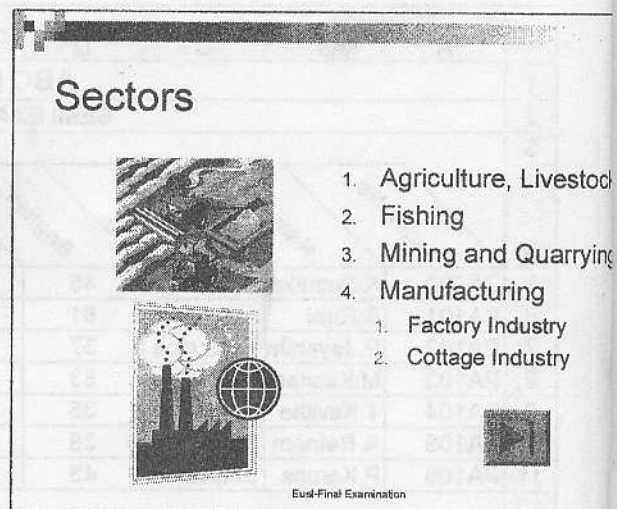 Sectors
1. Agriculture, Livestock
2. Fishing
3. Mining and Quarrying
4. Manufacturing
1. Factory Industry
2. Cottage Industry
Eusl-Final Examination